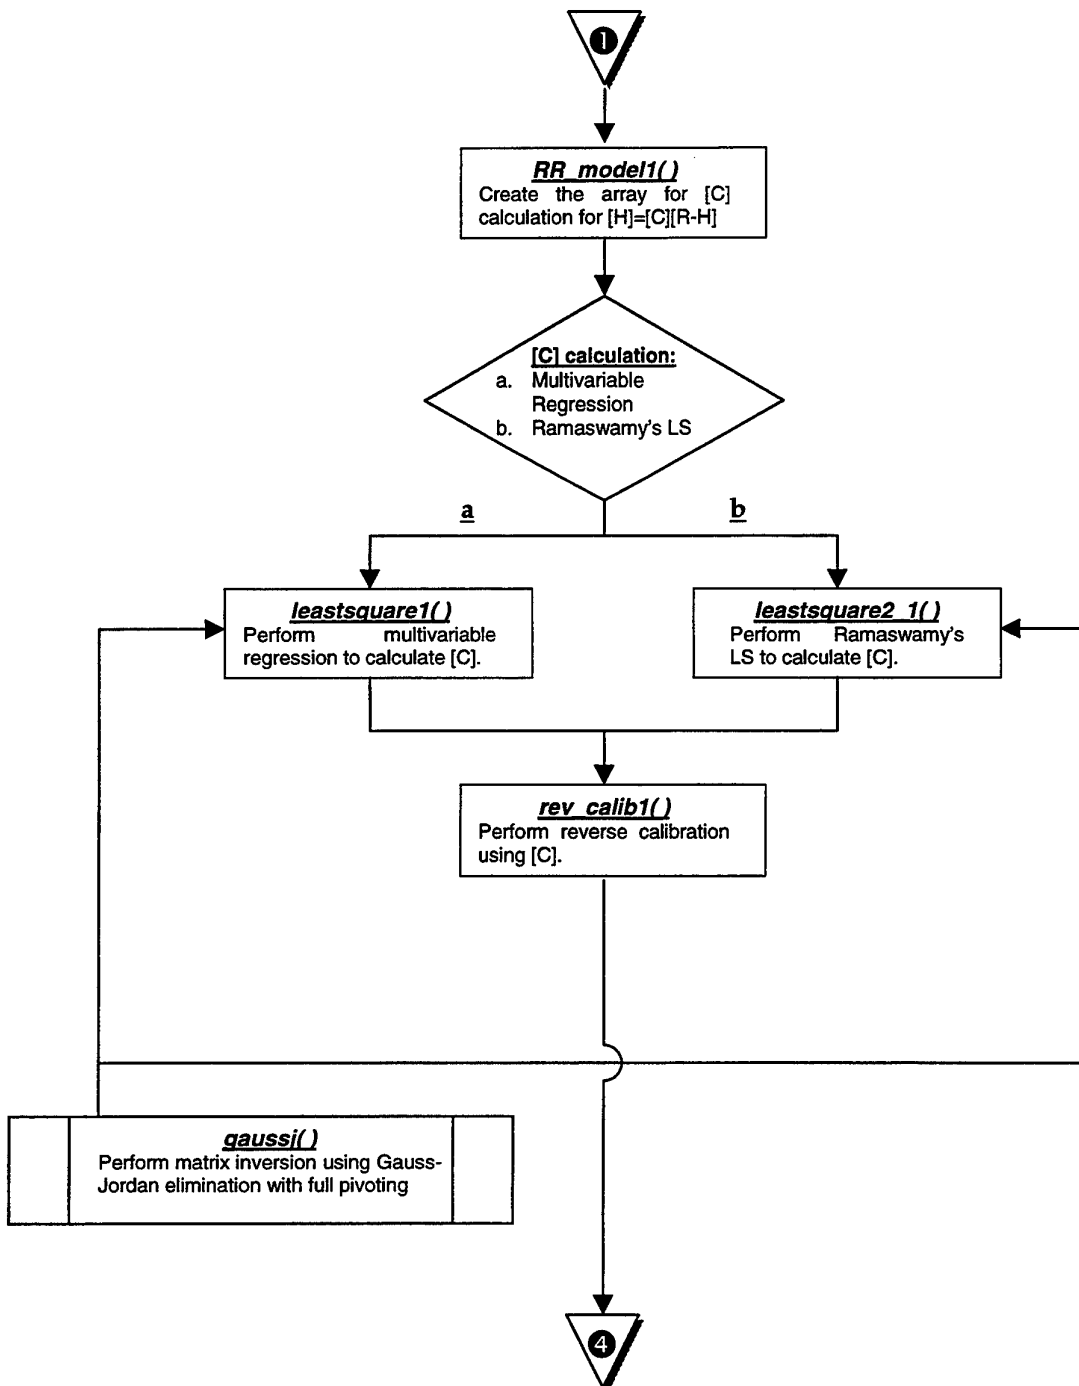 1
RR_model1()
Create the array for [C]
calculation for [H]=[C][R-H]
[C] calculation:
a. Multivariable
Regression
b. Ramaswamy's LS
a
b
leastsquare1()
Perform multivariable
regression to calculate [C].
leastsquare2_1()
Perform Ramaswamy's
LS to calculate [C].
rev_calib1()
Perform reverse calibration
using [C].
gaussj()
Perform matrix inversion using Gauss-
Jordan elimination with full pivoting
4